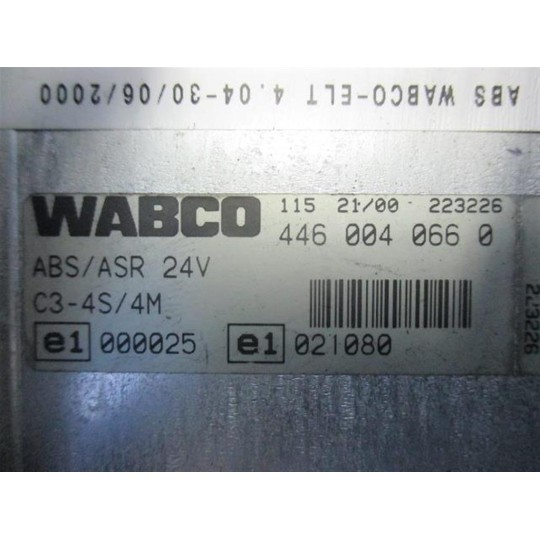 ABS WABCO-ELT 4.04-30/06/2000
WABCO 115 21/00 223226
446 004 066 0
ABS/ASR 24V
C3-4S/4M
e1 000025 e1 021080
223226